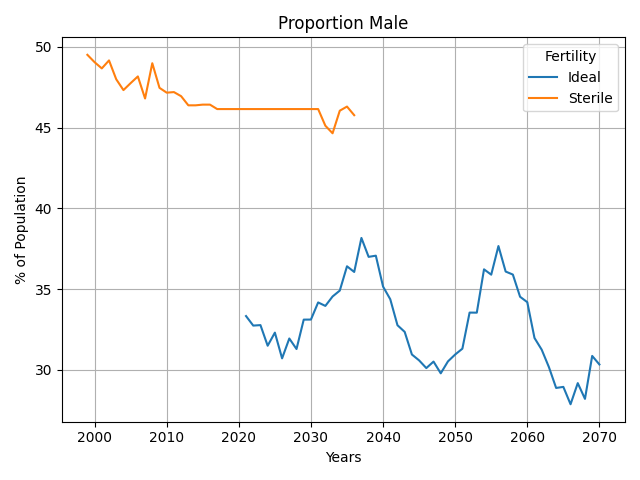 Proportion Male
Fertility
Ideal
Sterile
% of Population
50
45
40
35
30
2000 2010 2020 2030 2040 2050 2060 2070
Years